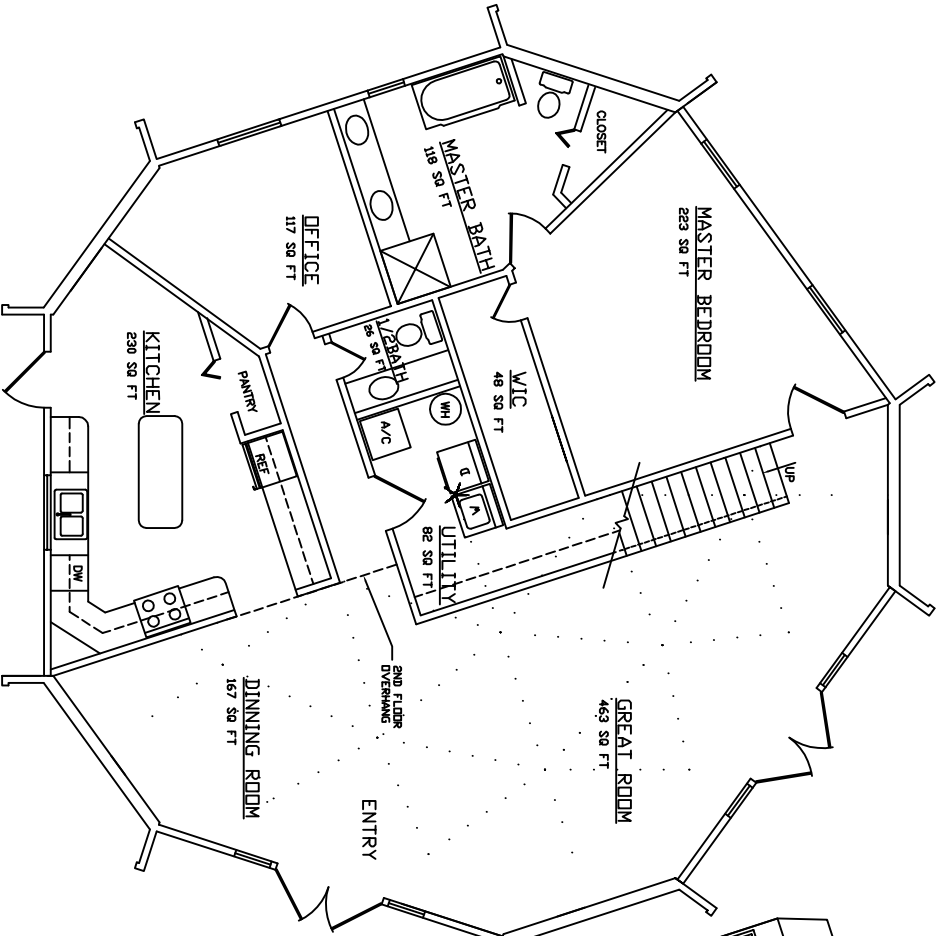 CLOSET
MASTER BATH
118 SQ FT
MASTER BEDROOM
223 SQ FT
OFFICE
117 SQ FT
1/2BATH
26 SQ FT
KITCHEN
230 SQ FT
PANTRY
WIC
48 SQ FT
WH
A/C
REF
D
W
UP
UTILITY
82 SQ FT
DW
2ND FLOOR
OVERHANG
DINNING ROOM
167 SQ FT
GREAT ROOM
463 SQ FT
ENTRY